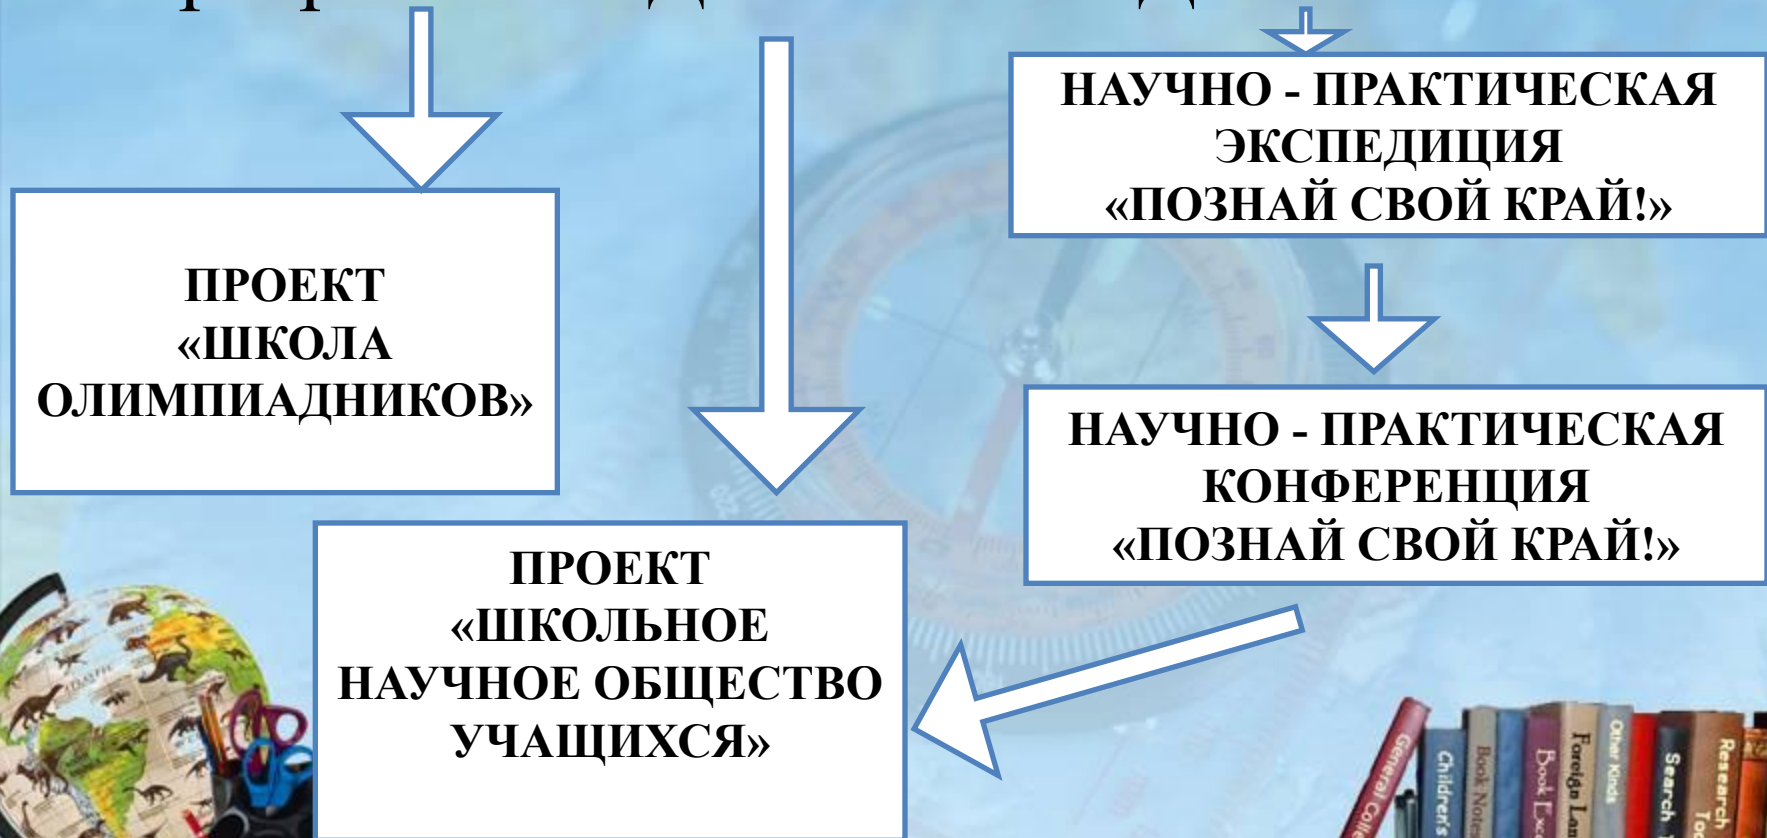 НАУЧНО - ПРАКТИЧЕСКАЯ
ЭКСПЕДИЦИЯ
«ПОЗНАЙ СВОЙ КРАЙ!»
ПРОЕКТ
«ШКОЛА
ОЛИМПИАДНИКОВ»
НАУЧНО - ПРАКТИЧЕСКАЯ
КОНФЕРЕНЦИЯ
«ПОЗНАЙ СВОЙ КРАЙ!»
ПРОЕКТ
«ШКОЛЬНОЕ
НАУЧНОЕ ОБЩЕСТВО
УЧАЩИХСЯ»
General
Children's
Book
Foreign
Other Kinds
Search
Research